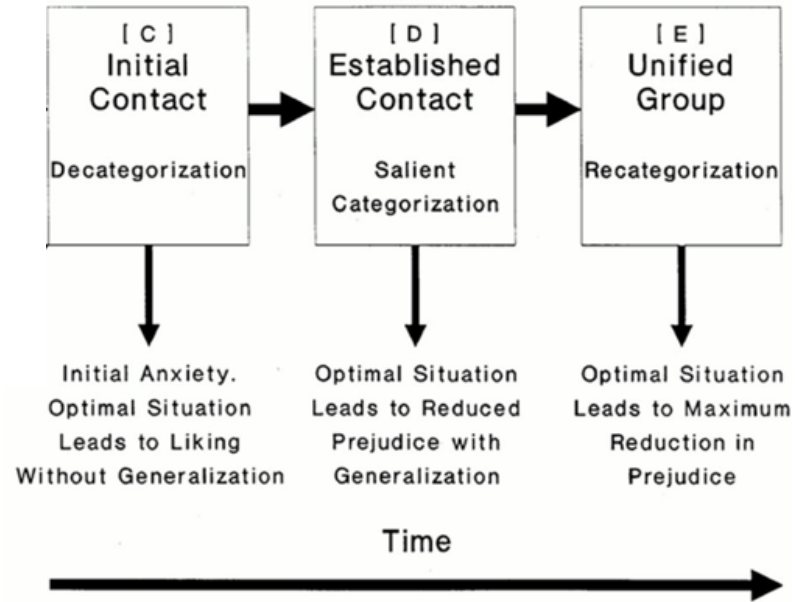 [ C ]
Initial
Contact
Decategorization
[ D ]
Established
Contact
Salient
Categorization
[ E ]
Unified
Group
Recategorization
Initial Anxiety.
Optimal Situation
Leads to Liking
Without Generalization
Optimal Situation
Leads to Reduced
Prejudice with
Generalization
Optimal Situation
Leads to Maximum
Reduction in
Prejudice
Time